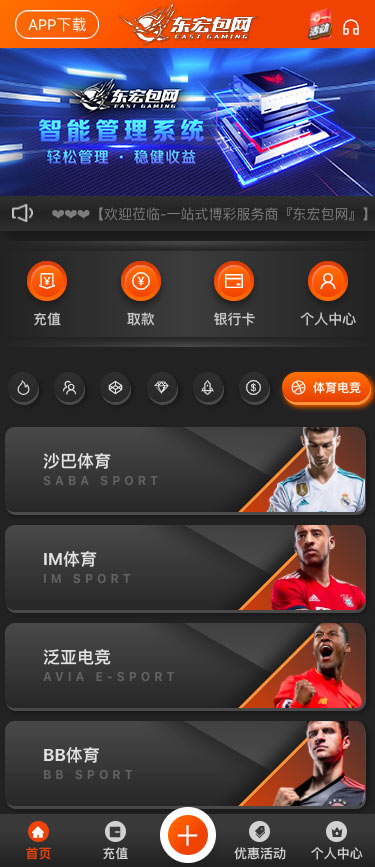 APP下载
东宏包网
EAST GAMING
活动
东宏包网
EAST GAMING
智能管理系统
轻松管理 · 稳健收益
❤❤❤【欢迎莅临-一站式博彩服务商『东宏包网』】
充值
取款
银行卡
个人中心
体育电竞
沙巴体育
SABA SPORT
IM体育
IM SPORT
泛亚电竞
AVIA E-SPORT
BB体育
BB SPORT
首页
充值
优惠活动
个人中心